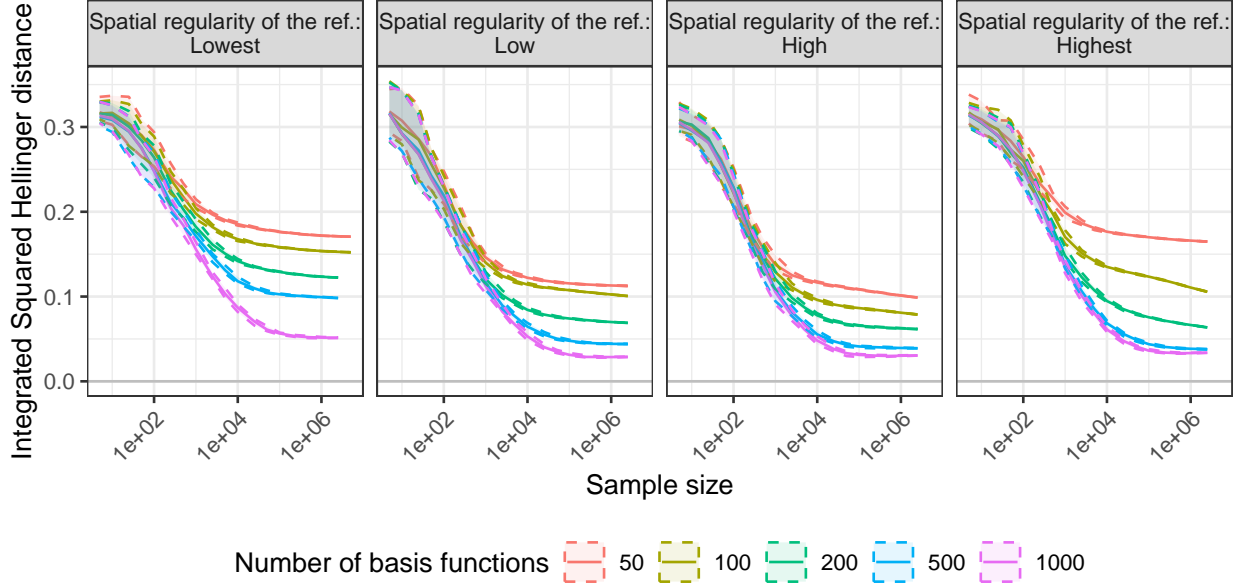 Spatial regularity of the ref.:
Lowest
Spatial regularity of the ref.:
Low
Spatial regularity of the ref.:
High
Spatial regularity of the ref.:
Highest
Integrated Squared Hellinger distance
0.3
0.2
0.1
0.0
1e+02 1e+04 1e+06
1e+02 1e+04 1e+06
1e+02 1e+04 1e+06
1e+02 1e+04 1e+06
Sample size
Number of basis functions 50 100 200 500 1000